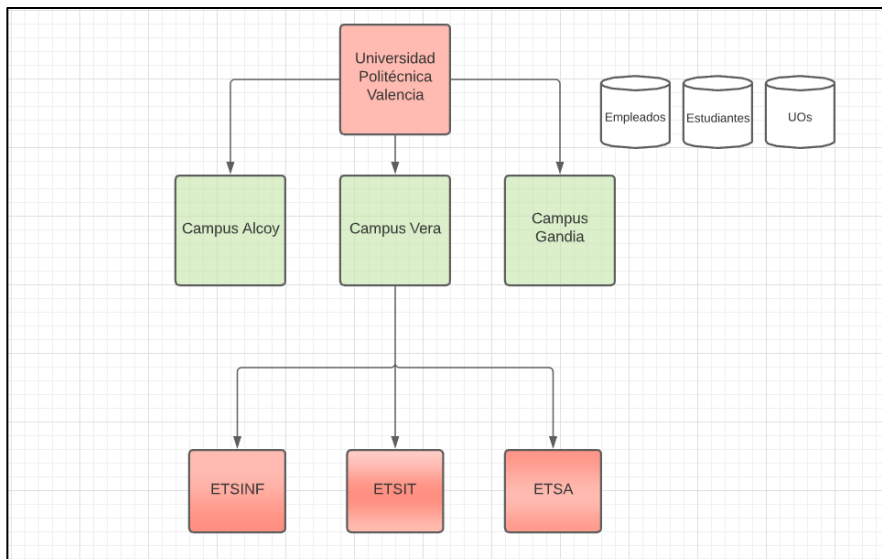 Universidad
Politécnica
Valencia
Empleados
Estudiantes
UOs
Campus Alcoy
Campus Vera
Campus
Gandia
ETSINF
ETSIT
ETSA